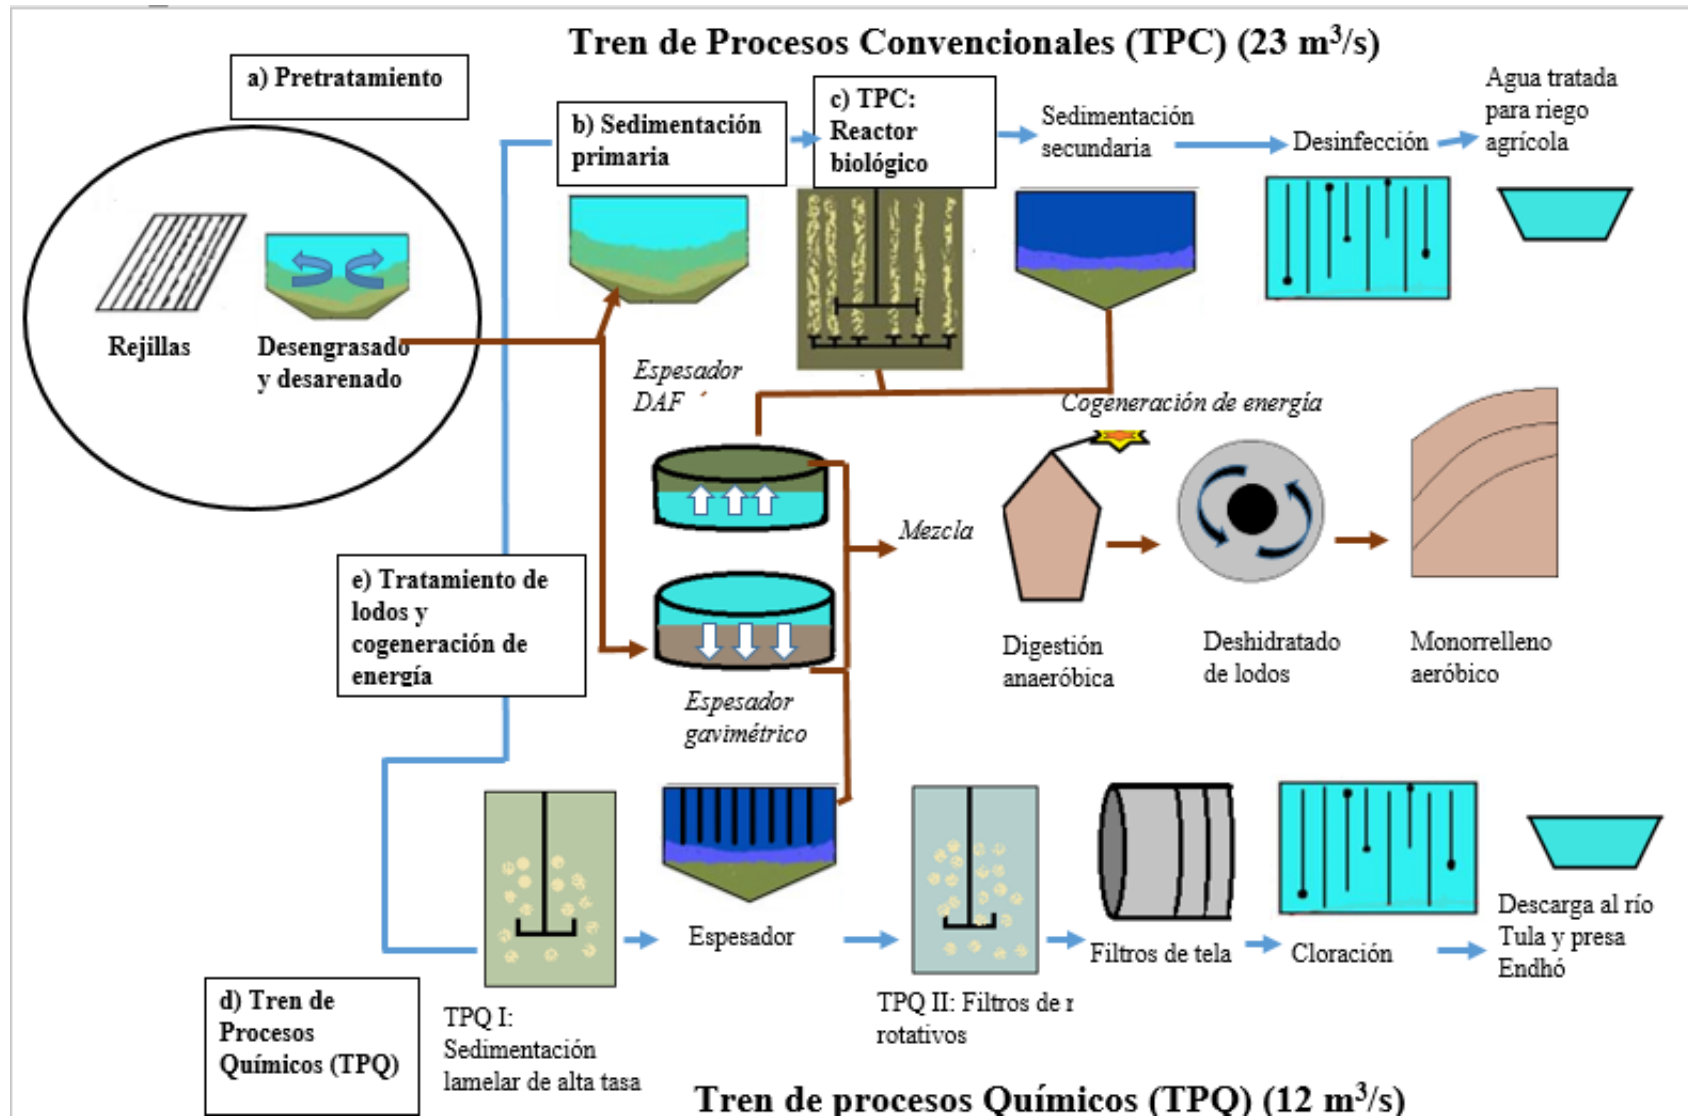 Tren de Procesos Convencionales (TPC) (23 m³/s)
a) Pretratamiento
b) Sedimentación
primaria
c) TPC:
Reactor
biológico
Sedimentación
secundaria
Desinfección
Agua tratada
para riego
agrícola
Rejillas
Desengrasado
y desarenado
Espesador
DAF
Cogeneración de energía
Mezcla
e) Tratamiento de
lodos y
cogeneración de
energía
Digestión
anaeróbica
Deshidratado
de lodos
Monorrelleno
aeróbico
Espesador
gavimétrico
Espesador
Filtros de tela
Cloración
Descarga al río
Tula y presa
Endhó
d) Tren de
Procesos
Químicos (TPQ)
TPQ I:
Sedimentación
lamelar de alta tasa
TPQ II: Filtros de r
rotativos
Tren de procesos Químicos (TPQ) (12 m³/s)